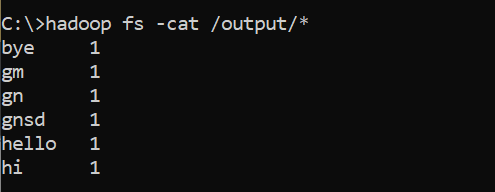 C:\>hadoop fs -cat /output/*
bye 1
gm 1
gn 1
gnsd 1
hello 1
hi 1